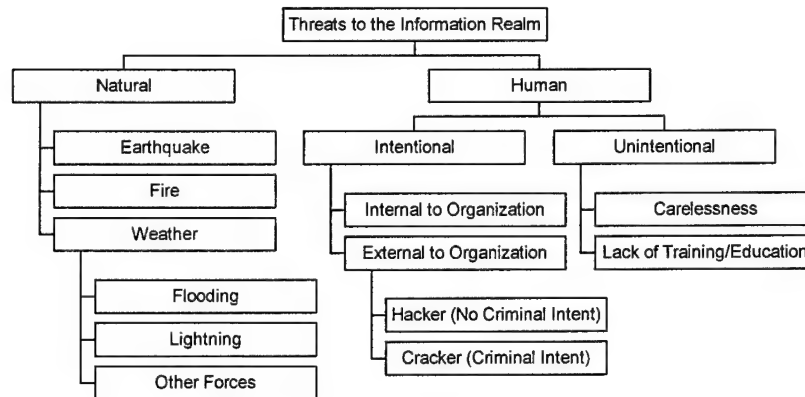 Threats to the Information Realm
Natural
Human
Earthquake
Fire
Weather
Flooding
Lightning
Other Forces
Intentional
Unintentional
Internal to Organization
External to Organization
Hacker (No Criminal Intent)
Cracker (Criminal Intent)
Carelessness
Lack of Training/Education